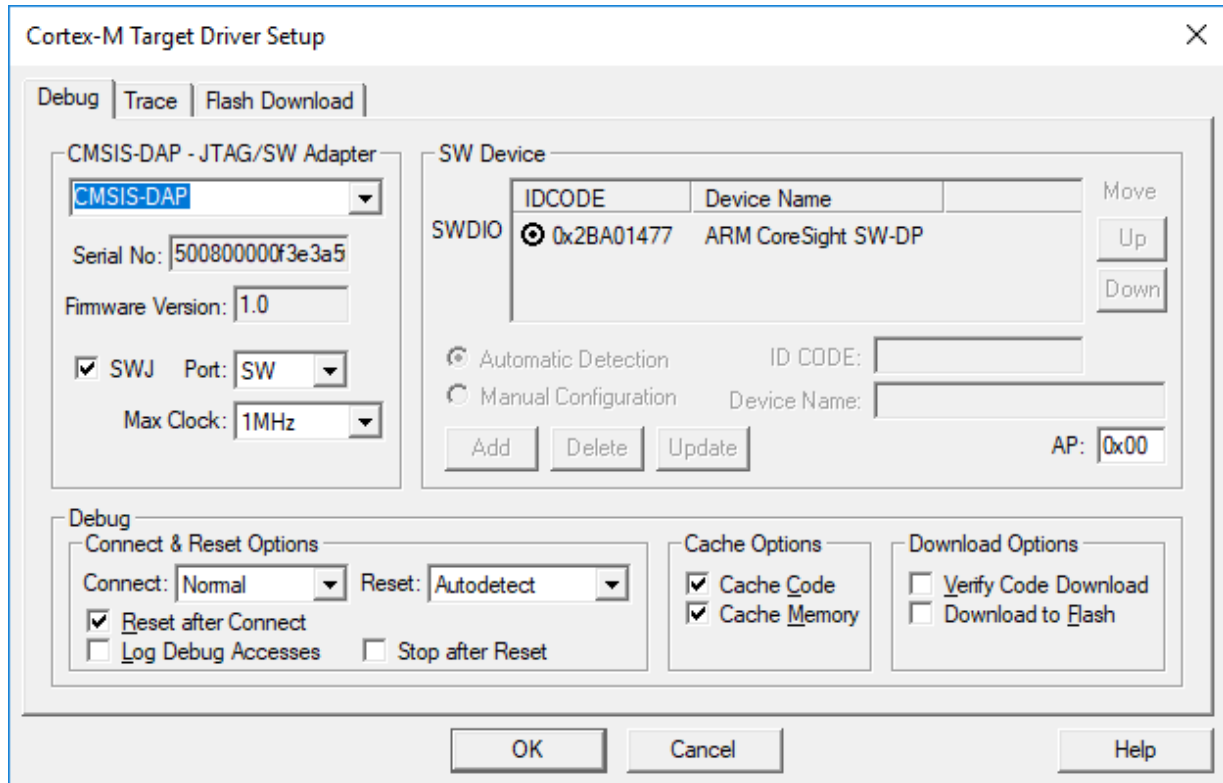 Cortex-M Target Driver Setup
Debug Trace Flash Download
CMSIS-DAP - JTAG/SW Adapter
CMSIS-DAP
Serial No: 500800000f3e3a5
Firmware Version: 1.0
SWJ Port: SW
Max Clock: 1MHz
SW Device
IDCODE Device Name
SWDIO 0x2BA01477 ARM CoreSight SW-DP
Move
Up
Down
Automatic Detection ID CODE:
Manual Configuration Device Name:
Add Delete Update AP: 0x00
Debug
Connect & Reset Options
Connect: Normal Reset: Autodetect
Reset after Connect
Log Debug Accesses Stop after Reset
Cache Options
Cache Code
Cache Memory
Download Options
Verify Code Download
Download to Flash
OK Cancel Help